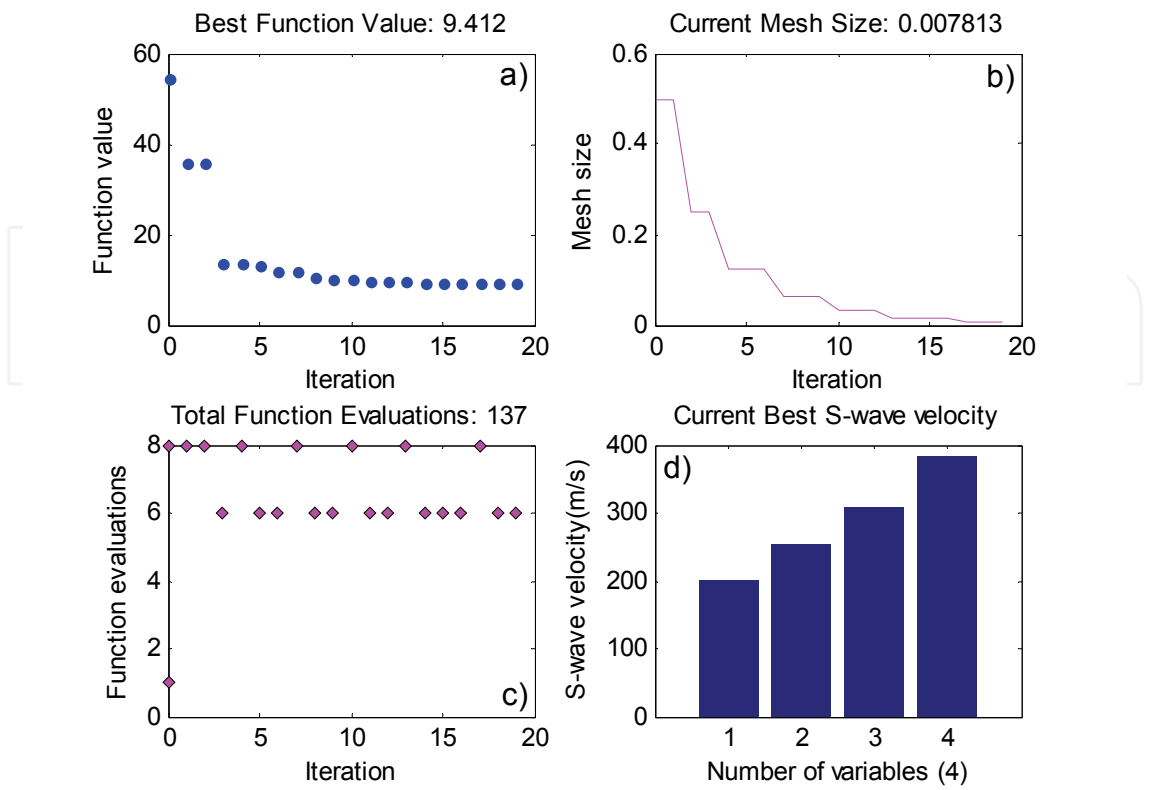 Best Function Value: 9.412
60
40
20
0
0
5
10
15
20
Function value
Iteration
a)
Current Mesh Size: 0.007813
0.6
0.4
0.2
0
0
5
10
15
20
Mesh size
Iteration
b)
Total Function Evaluations: 137
8
6
4
2
0
0
5
10
15
20
Function evaluations
Iteration
c)
Current Best S-wave velocity
400
300
200
100
0
1
2
3
4
S-wave velocity(m/s)
Number of variables (4)
d)